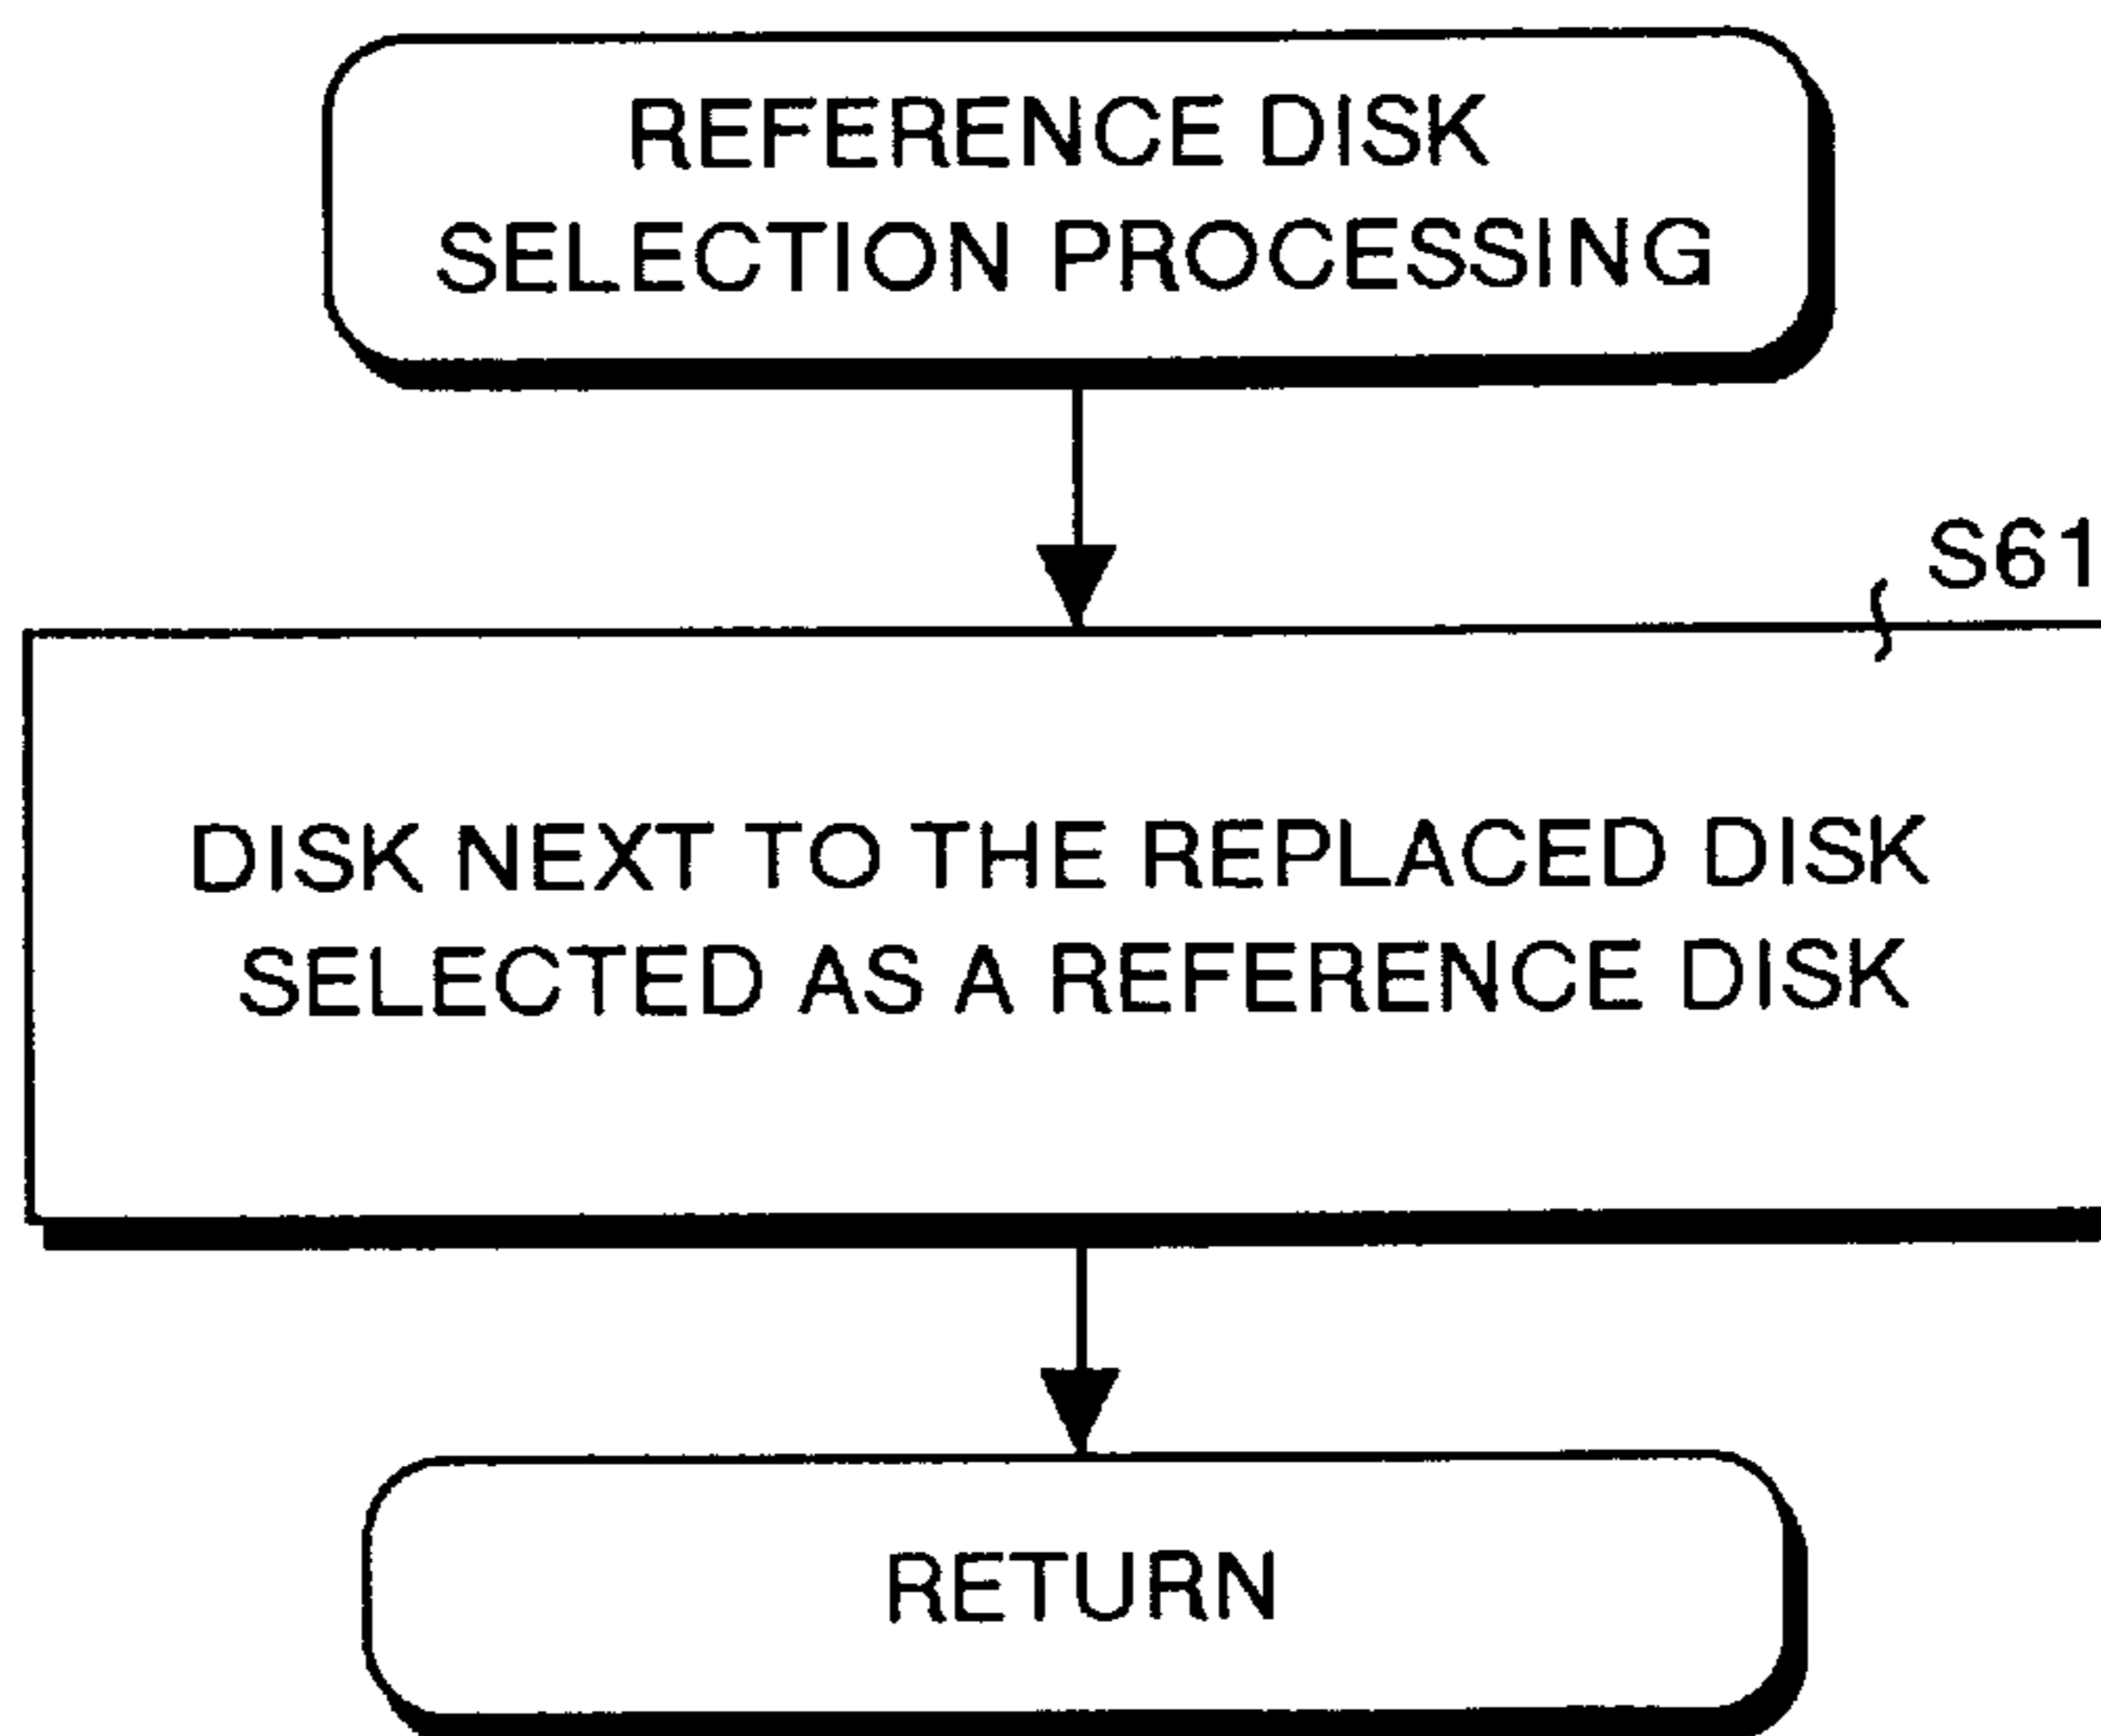 REFERENCE DISK
SELECTION PROCESSING
S61
DISK NEXT TO THE REPLACED DISK
SELECTED AS A REFERENCE DISK
RETURN